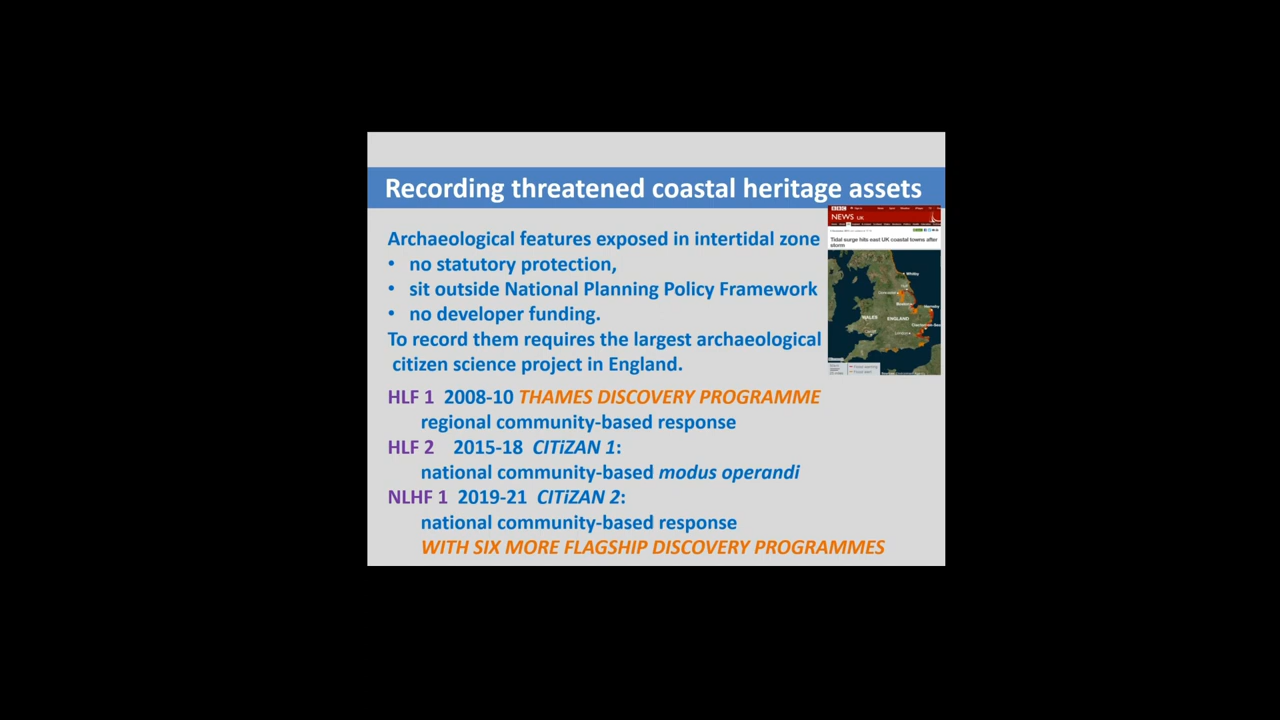 Recording threatened coastal heritage assets
Archaeological features exposed in intertidal zone
• no statutory protection,
• sit outside National Planning Policy Framework
• no developer funding.
To record them requires the largest archaeological
citizen science project in England.
HLF 1 2008-10 THAMES DISCOVERY PROGRAMME
regional community-based response
HLF 2 2015-18 CITiZAN 1:
national community-based modus operandi
NLHF 1 2019-21 CITiZAN 2:
national community-based response
WITH SIX MORE FLAGSHIP DISCOVERY PROGRAMMES
BBC
NEWS UK
Tidal surge hits east UK coastal towns after
storm
Whitby
WALES
ENGLAND